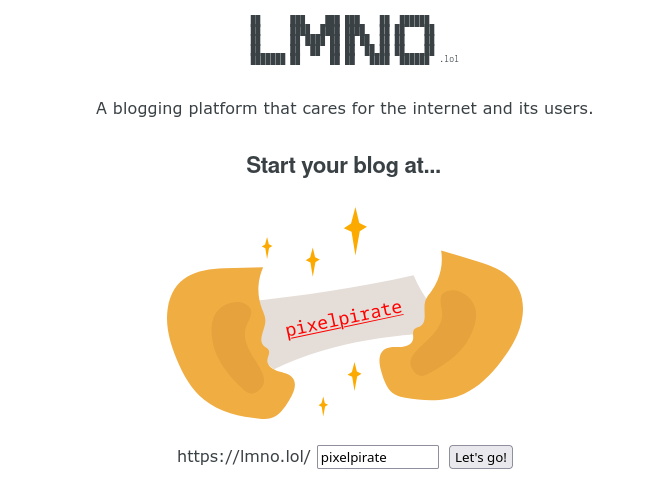 LMNO .lol
A blogging platform that cares for the internet and its users.
Start your blog at...
pixelpirate
https://lmno.lol/ pixelpirate Let's go!